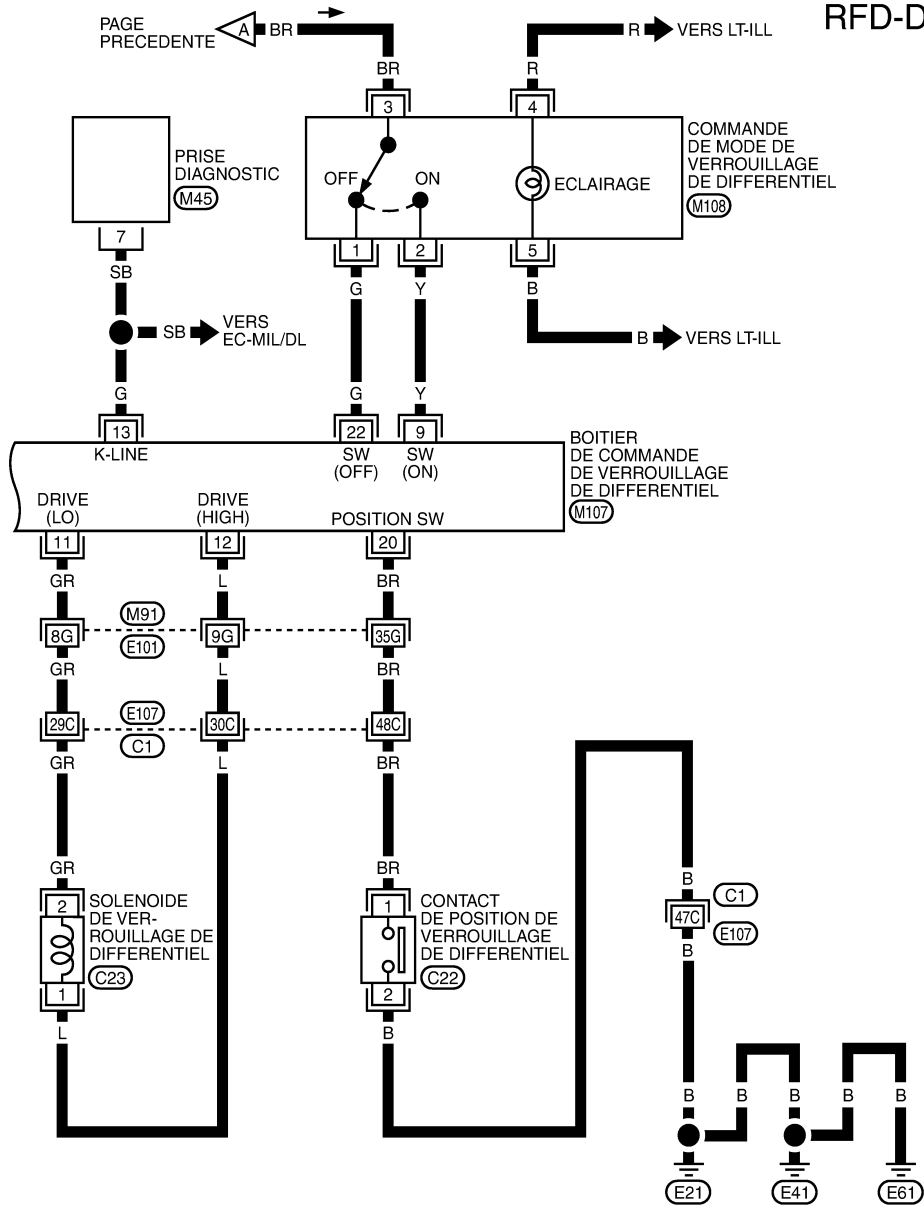 RFD-D
PAGE
PRECEDENTE
A
BR
R
VERS LT-ILL
BR
R
3
4
COMMANDE
DE MODE DE
VERROUILLAGE
DE DIFFERENTIEL
M108
PRISE
DIAGNOSTIC
M45
OFF
ON
ECLAIRAGE
7
1
2
5
SB
G
Y
B
SB
VERS
EC-MIL/DL
B
VERS LT-ILL
G
G
Y
13
22
9
K-LINE
SW
(OFF)
SW
(ON)
BOITIER
DE COMMANDE
DE VERROUILLAGE
DE DIFFERENTIEL
M107
DRIVE
(LO)
DRIVE
(HIGH)
POSITION SW
11
12
20
GR
L
BR
M91
8G
9G
35G
E101
GR
L
BR
E107
29C
30C
48C
C1
GR
L
BR
GR
BR
B
C1
2
SOLENOIDE
DE VER-
ROUILLAGE DE
DIFFERENTIEL
C23
1
CONTACT
DE POSITION DE
VERROUILLAGE
DE DIFFERENTIEL
C22
47C
E107
B
1
2
L
B
B
B
B
B
B
E21
E41
E61